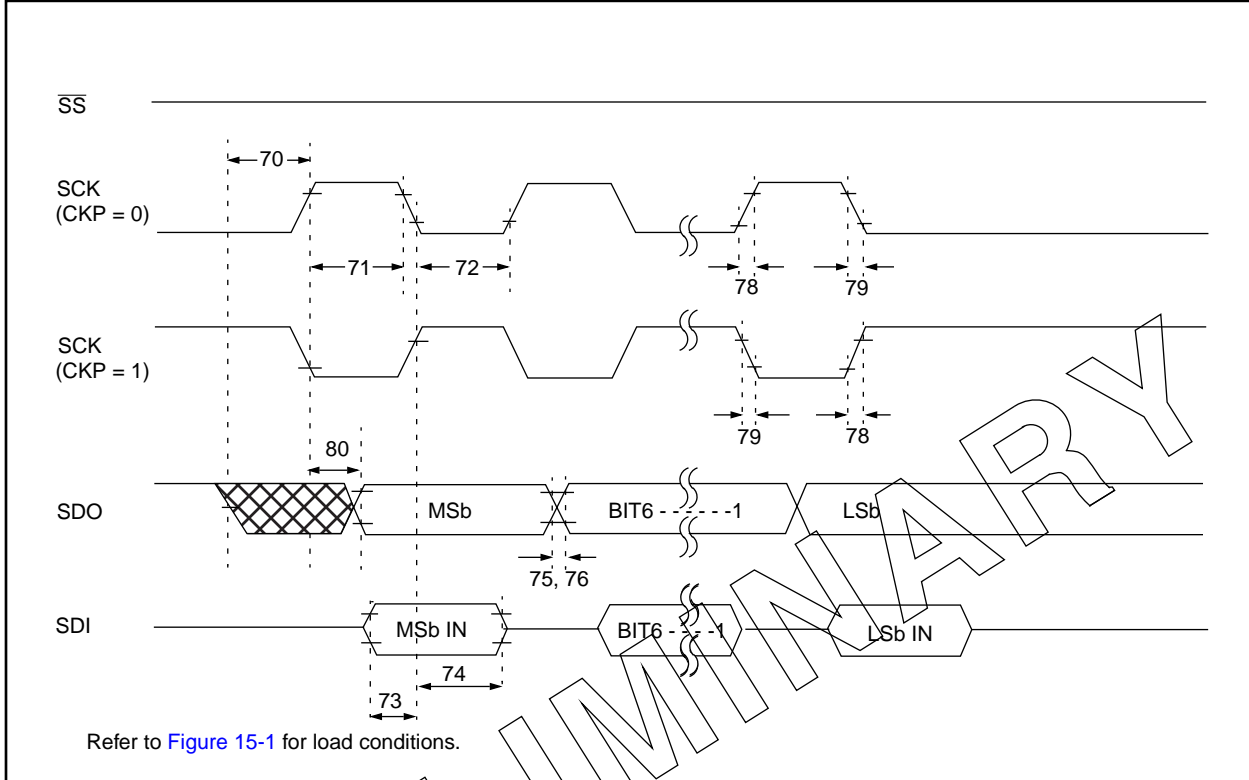 SS
70
SCK
(CKP = 0)
71
72
78
79
SCK
(CKP = 1)
79
78
80
SDO
MSb
BIT6 - - - - - -1
LSb
75, 76
SDI
MSb IN
BIT6 - - - -1
LSb IN
74
73
Refer to Figure 15-1 for load conditions.
IMINARY